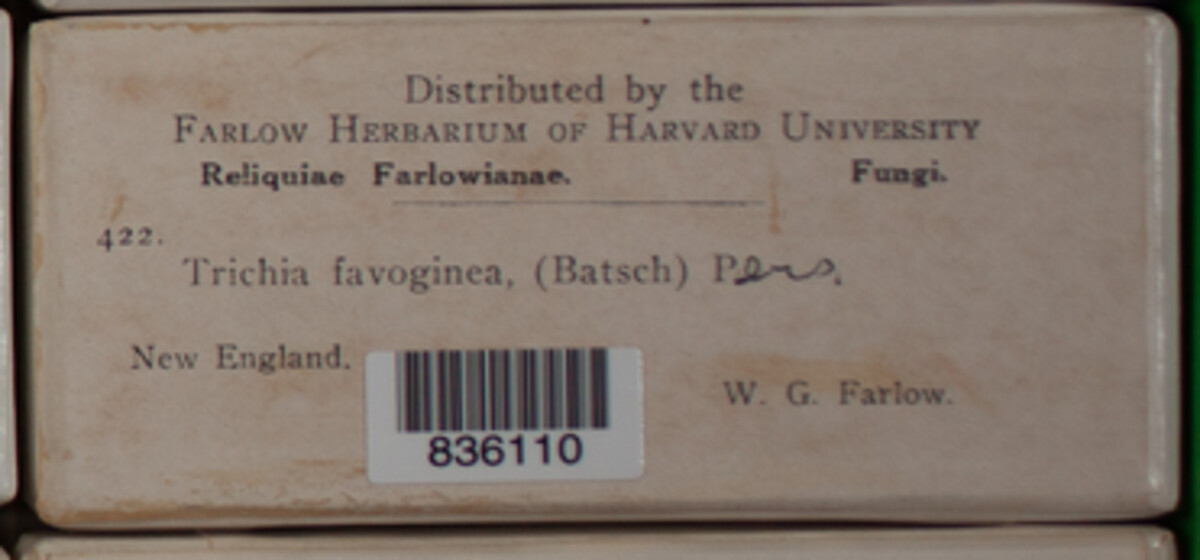 Distributed by the
FARLOW HERBARIUM OF HARVARD UNIVERSITY
Reliquiae Farlowianae. Fungi.
422.
Trichia favoginea, (Batsch) Pers.
New England.
W. G. Farlow.
836110